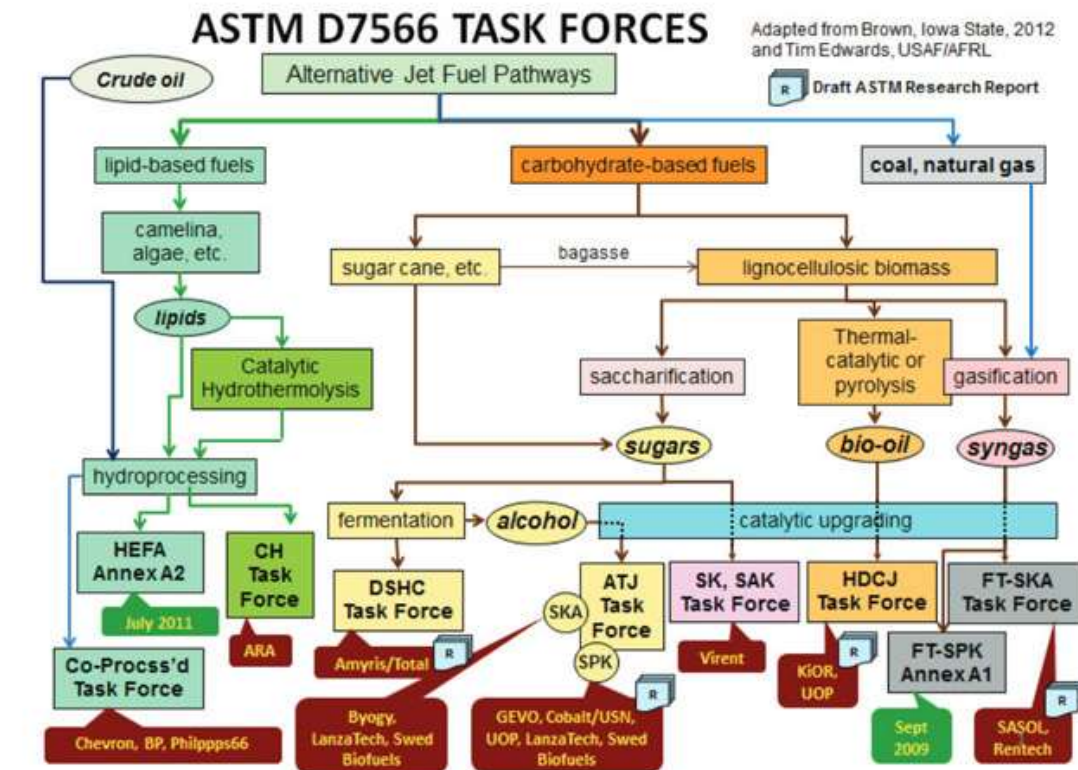 ASTM D7566 TASK FORCES
Adapted from Brown, Iowa State, 2012
and Tim Edwards, USAF/AFRL
Crude oil
Alternative Jet Fuel Pathways
R
Draft ASTM Research Report
lipid-based fuels
carbohydrate-based fuels
coal, natural gas
camelina,
algae, etc.
sugar cane, etc.
bagasse
lignocellulosic biomass
lipids
Catalytic
Hydrothermolysis
saccharification
Thermal-
catalytic or
pyrolysis
gasification
sugars
bio-oil
syngas
hydroprocessing
fermentation
alcohol
catalytic upgrading
HEFA
Annex A2
July 2011
CH
Task
Force
ARA
DSHC
Task Force
Amyris/Total
R
SKA
ATJ
Task
Force
SPK
SK, SAK
Task Force
Virent
HDCJ
Task Force
KiOR,
UOP
R
FT-SKA
Task Force
FT-SPK
Annex A1
Sept
2009
SASOL,
Rentech
R
Co-Procss'd
Task Force
Chevron, BP, Philppps66
Byogy,
LanzaTech, Swed
Biofuels
GEVO, Cobalt/USN,
UOP, LanzaTech, Swed
Biofuels
R